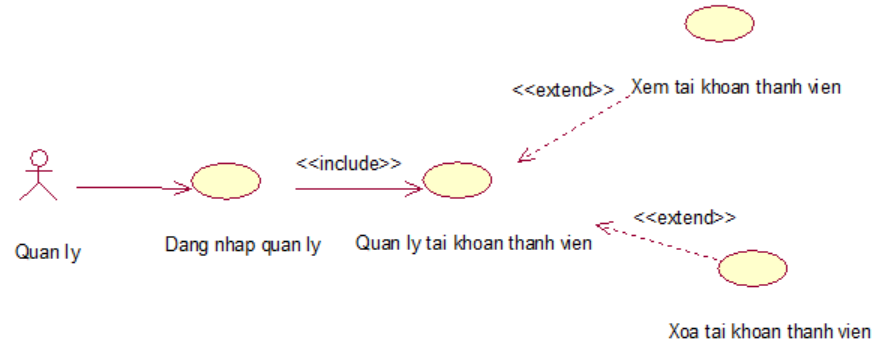 <<extend>>
Xem tai khoan thanh vien
<<include>>
Quan ly
Dang nhap quan ly
Quan ly tai khoan thanh vien
<<extend>>
Xoa tai khoan thanh vien